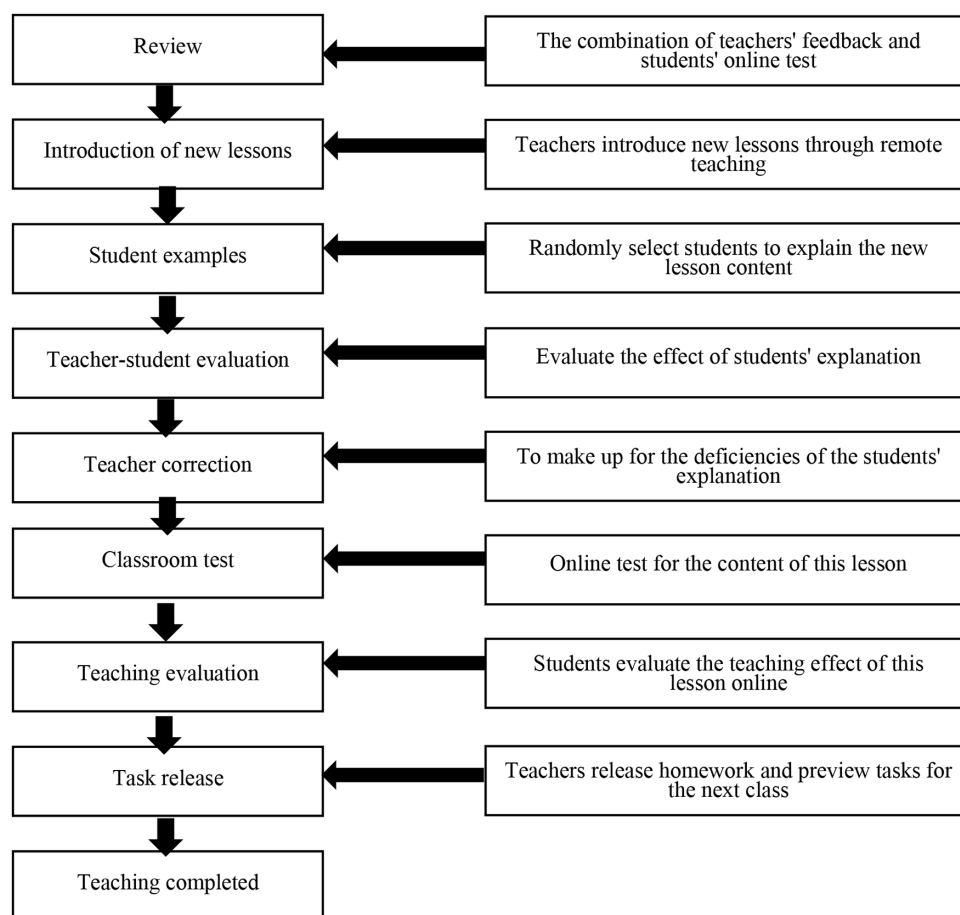 Review
The combination of teachers' feedback and
students' online test
Introduction of new lessons
Teachers introduce new lessons through remote
teaching
Student examples
Randomly select students to explain the new
lesson content
Teacher-student evaluation
Evaluate the effect of students' explanation
Teacher correction
To make up for the deficiencies of the students'
explanation
Classroom test
Online test for the content of this lesson
Teaching evaluation
Students evaluate the teaching effect of this
lesson online
Task release
Teachers release homework and preview tasks for
the next class
Teaching completed